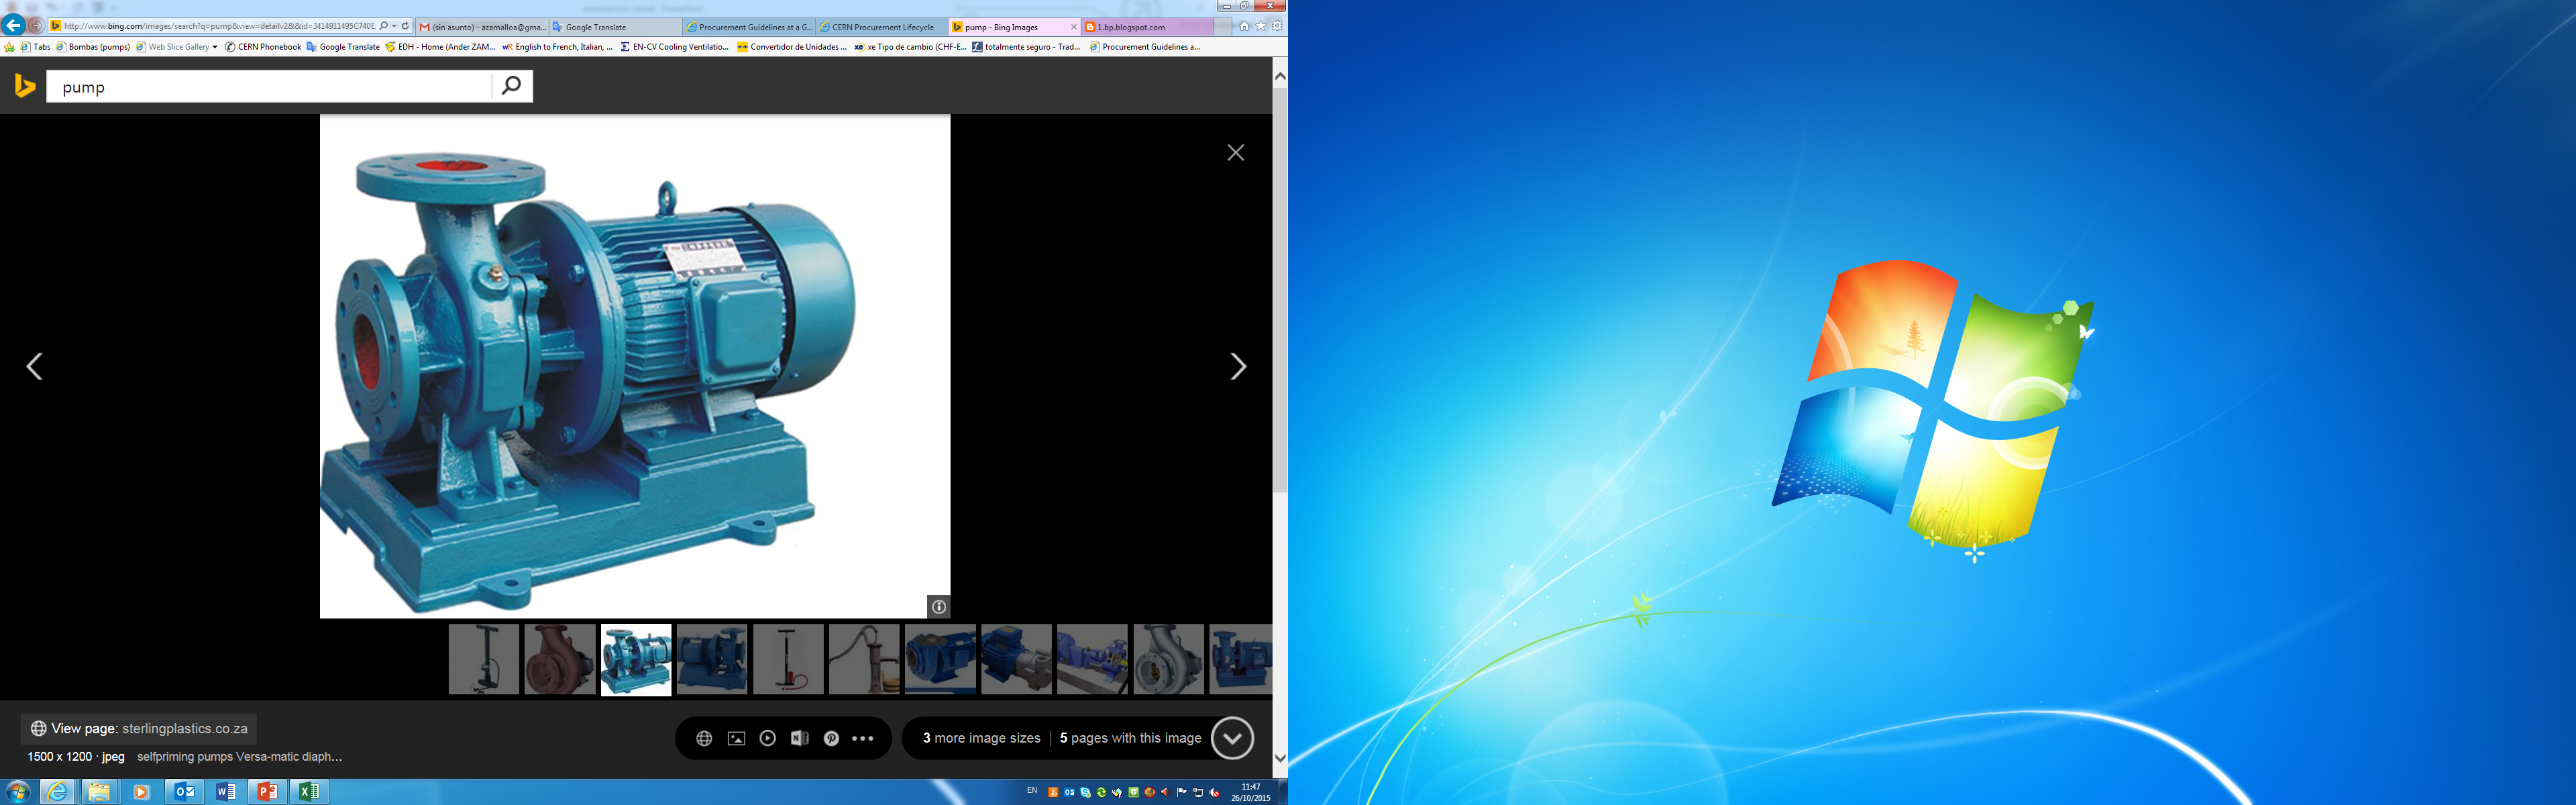 http://www.bing.com/images/search?q=pump&view=detailv2&&id=3414911495C740E
(sin asunto) - azamalloa@gma...
Google Translate
Procurement Guidelines at a G...
CERN Procurement Lifecycle
pump - Bing Images
1.bp.blogspot.com
Tabs
Bombas (pumps)
Web Slice Gallery
CERN Phonebook
Google Translate
EDH - Home (Ander ZAM...
English to French, Italian, ...
EN-CV Cooling Ventilatio...
Convertidor de Unidades ...
xe Tipo de cambio (CHF-E...
totalmente seguro - Trad...
Procurement Guidelines a...
pump
View page: sterlingplastics.co.za
3 more image sizes
5 pages with this image
1500 x 1200 · jpeg selfpriming pumps Versa-matic diaph...
EN
11:47
26/10/2015